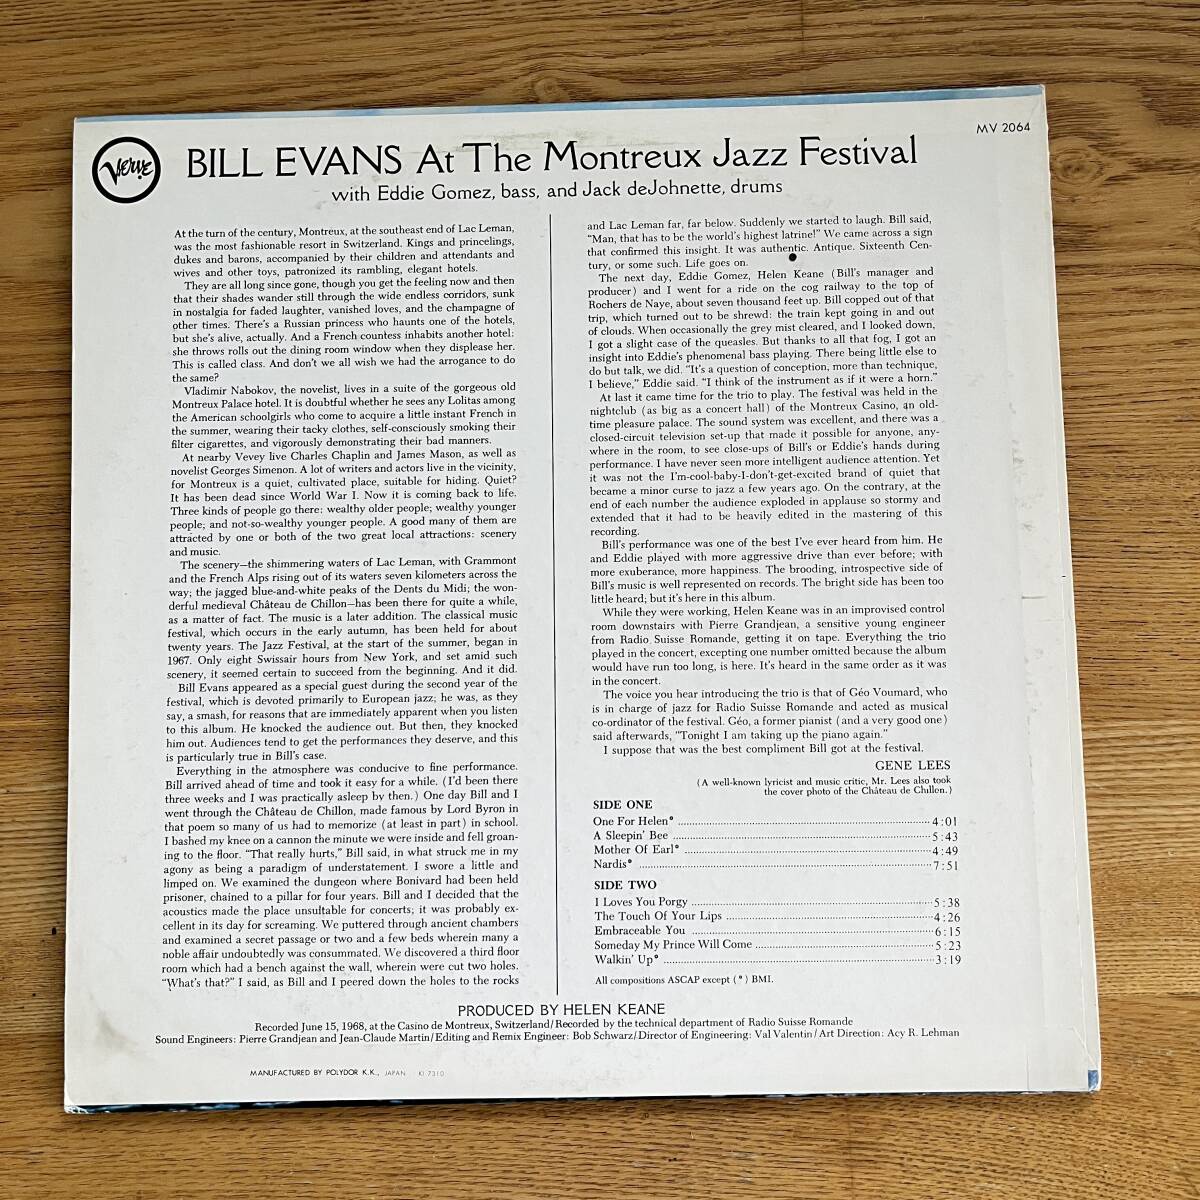 MV 2064
Verve
BILL EVANS At The Montreux Jazz Festival
with Eddie Gomez, bass, and Jack deJohnette, drums
At the turn of the century, Montreux, at the southeast end of Lac Leman,
was the most fashionable resort in Switzerland. Kings and princelings,
dukes and barons, accompanied by their children and attendants and
wives and other toys, patronized its rambling, elegant hotels.
They are all long since gone, though you get the feeling now and then
that their shades wander still through the wide endless corridors, sunk
in nostalgia for faded laughter, vanished loves, and the champagne of
other times. There's a Russian princess who haunts one of the hotels,
but she's alive, actually. And a French countess inhabits another hotel:
she throws rolls out the dining room window when they displease her.
This is called class. And don't we all wish we had the arrogance to do
the same?
Vladimir Nabokov, the novelist, lives in a suite of the gorgeous old
Montreux Palace hotel. It is doubtful whether he sees any Lolitas among
the American schoolgirls who come to acquire a little instant French in
the summer, wearing their tacky clothes, self-consciously smoking their
filter cigarettes, and vigorously demonstrating their bad manners.
At nearby Vevey live Charles Chaplin and James Mason, as well as
novelist Georges Simenon. A lot of writers and actors live in the vicinity,
for Montreux is a quiet, cultivated place, suitable for hiding. Quiet?
It has been dead since World War I. Now it is coming back to life.
Three kinds of people go there: wealthy older people; wealthy younger
people; and not-so-wealthy younger people. A good many of them are
attracted by one or both of the two great local attractions: scenery
and music.
The scenery—the shimmering waters of Lac Leman, with Grammont
and the French Alps rising out of its waters seven kilometers across the
way; the jagged blue-and-white peaks of the Dents du Midi; the won-
derful medieval Château de Chillon—has been there for quite a while,
as a matter of fact. The music is a later addition. The classical music
festival, which occurs in the early autumn, has been held for about
twenty years. The Jazz Festival, at the start of the summer, began in
1967. Only eight Swissair hours from New York, and set amid such
scenery, it seemed certain to succeed from the beginning. And it did.
Bill Evans appeared as a special guest during the second year of the
festival, which is devoted primarily to European jazz; he was, as they
say, a smash, for reasons that are immediately apparent when you listen
to this album. He knocked the audience out. But then, they knocked
him out. Audiences tend to get the performances they deserve, and this
is particularly true in Bill's case.
Everything in the atmosphere was conducive to fine performance.
Bill arrived ahead of time and took it easy for a while. (I'd been there
three weeks and I was practically asleep by then.) One day Bill and I
went through the Château de Chillon, made famous by Lord Byron in
that poem so many of us had to memorize (at least in part) in school.
I bashed my knee on a cannon the minute we were inside and fell groan-
ing to the floor. "That really hurts," Bill said, in what struck me in my
agony as being a paradigm of understatement. I swore a little and
limped on. We examined the dungeon where Bonivard had been held
prisoner, chained to a pillar for four years. Bill and I decided that the
acoustics made the place unsultable for concerts; it was probably ex-
cellent in its day for screaming. We puttered through ancient chambers
and examined a secret passage or two and a few beds wherein many a
noble affair undoubtedly was consummated. We discovered a third floor
room which had a bench against the wall, wherein were cut two holes.
"What's that?" I said, as Bill and I peered down the holes to the rocks
and Lac Leman far, far below. Suddenly we started to laugh. Bill said,
"Man, that has to be the world's highest latrine!" We came across a sign
that confirmed this insight. It was authentic. Antique. Sixteenth Cen-
tury, or some such. Life goes on.
The next day, Eddie Gomez, Helen Keane (Bill's manager and
producer) and I went for a ride on the cog railway to the top of
Rochers de Naye, about seven thousand feet up. Bill copped out of that
trip, which turned out to be shrewd: the train kept going in and out
of clouds. When occasionally the grey mist cleared, and I looked down,
I got a slight case of the queasles. But thanks to all that fog, I got an
insight into Eddie's phenomenal bass playing. There being little else to
do but talk, we did. "It's a question of conception, more than technique,
I believe," Eddie said. "I think of the instrument as if it were a horn."
At last it came time for the trio to play. The festival was held in the
nightclub (as big as a concert hall) of the Montreux Casino, an old-
time pleasure palace. The sound system was excellent, and there was a
closed-circuit television set-up that made it possible for anyone, any-
where in the room, to see close-ups of Bill's or Eddie's hands during
performance. I have never seen more intelligent audience attention. Yet
it was not the I'm-cool-baby-I-don't-get-excited brand of quiet that
became a minor curse to jazz a few years ago. On the contrary, at the
end of each number the audience exploded in applause so stormy and
extended that it had to be heavily edited in the mastering of this
recording.
Bill's performance was one of the best I've ever heard from him. He
and Eddie played with more aggressive drive than ever before; with
more exuberance, more happiness. The brooding, introspective side of
Bill's music is well represented on records. The bright side has been too
little heard; but it's here in this album.
While they were working, Helen Keane was in an improvised control
room downstairs with Pierre Grandjean, a sensitive young engineer
from Radio Suisse Romande, getting it on tape. Everything the trio
played in the concert, excepting one number omitted because the album
would have run too long, is here. It's heard in the same order as it was
in the concert.
The voice you hear introducing the trio is that of Géo Voumard, who
is in charge of jazz for Radio Suisse Romande and acted as musical
co-ordinator of the festival. Géo, a former pianist (and a very good one)
said afterwards, "Tonight I am taking up the piano again."
I suppose that was the best compliment Bill got at the festival.
GENE LEES
(A well-known lyricist and music critic, Mr. Lees also took
the cover photo of the Château de Chullen.)
SIDE ONE
One For Helen* 4:01
A Sleepin' Bee 5:43
Mother Of Earl* 4:49
Nardis* 7:51
SIDE TWO
I Loves You Porgy 5:38
The Touch Of Your Lips 4:26
Embraceable You 6:15
Someday My Prince Will Come 5:23
Walkin' Up* 3:19
All compositions ASCAP except (*) BMI.
PRODUCED BY HELEN KEANE
Recorded June 15, 1968, at the Casino de Montreux, Switzerland/Recorded by the technical department of Radio Suisse Romande
Sound Engineers: Pierre Grandjean and Jean-Claude Martin/Editing and Remix Engineer: Bob Schwarz/Director of Engineering: Val Valentin/Art Direction: Acy R. Lehman
MANUFACTURED BY POLYDOR K.K., JAPAN KI 7310